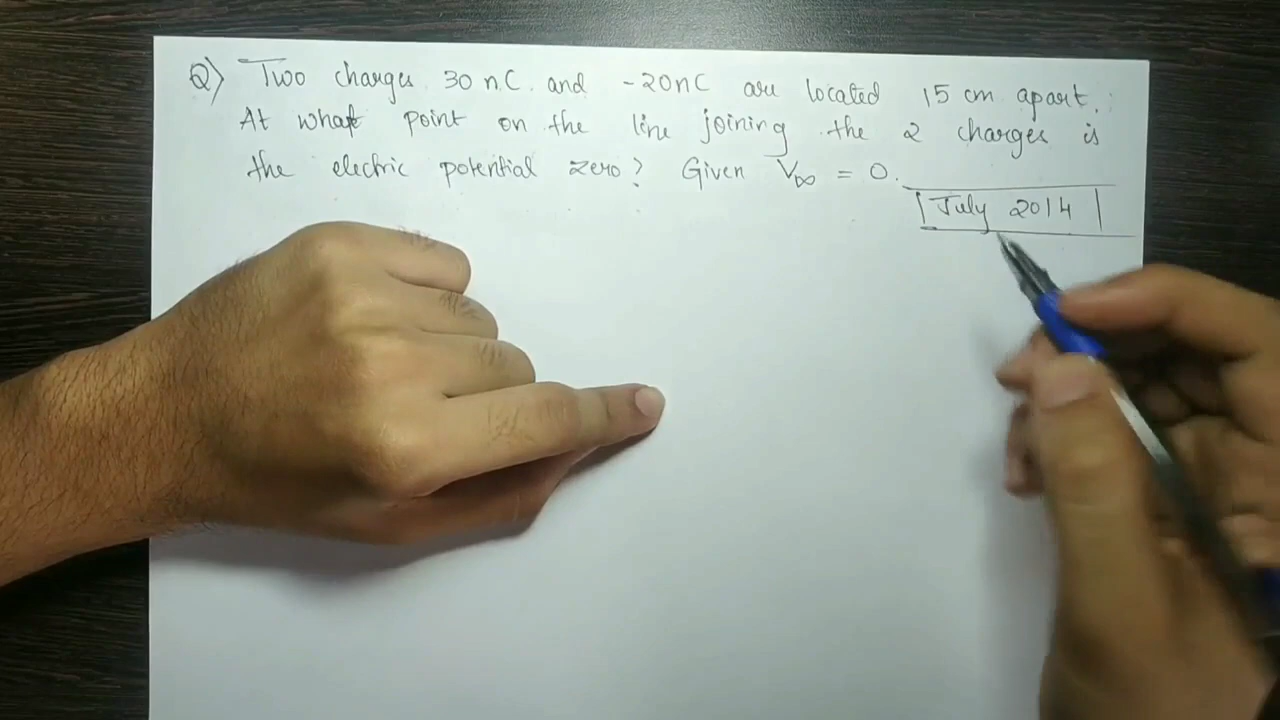 Q) Two charges 30 nC and -20nC are located 15 cm apart.
At what point on the line joining the 2 charges is
the electric potential zero? Given V∞ = 0.
July 2014